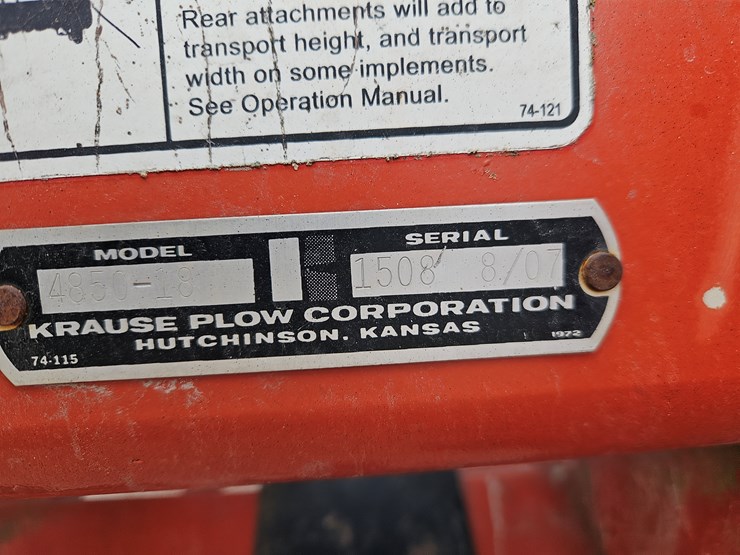 Rear attachments will add to
transport height, and transport
width on some implements.
See Operation Manual.
74-121
MODEL
SERIAL
4850-18
1508 8/07
KRAUSE PLOW CORPORATION
HUTCHINSON, KANSAS
74-115
1972